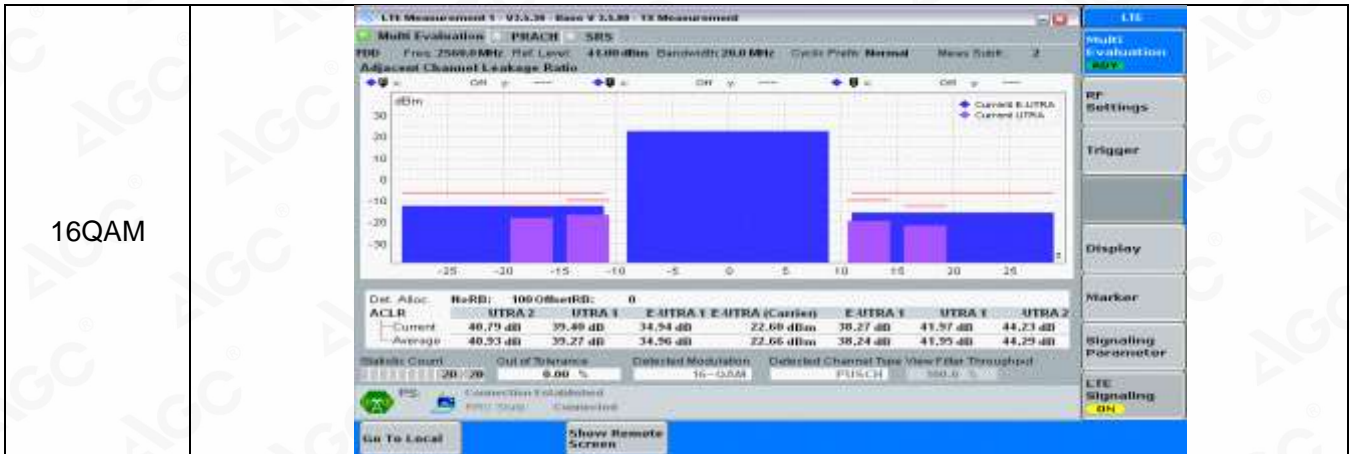 16QAM
LTE Measurement 1 - V3.5.30 - Base V 3.5.80 - TX Measurement
LTE
Multi Evaluation PRACH SRS
Multi
Evaluation
RDY
FDD Freq: 2560.0 MHz Ref. Level: 41.00 dBm Bandwidth: 20.0 MHz Cyclic Prefix: Normal Meas Subfr.: 2
Adjacent Channel Leakage Ratio
Off y: --- Off y: --- Off y: ---
dBm
Current E-UTRA
Current UTRA
30
20
10
0
-10
-20
-30
-25 -20 -15 -10 -5 0 5 10 15 20 25
RF
Settings
Trigger
Display
Marker
Signaling
Parameter
LTE
Signaling
ON
Det. Alloc. NoRB: 100 OffsetRB: 0
ACLR UTRA 2 UTRA 1 E-UTRA 1 E-UTRA (Carrier) E-UTRA 1 UTRA 1 UTRA 2
Current 40.79 dB 39.40 dB 34.94 dB 22.60 dBm 38.27 dB 41.97 dB 44.23 dB
Average 40.93 dB 39.27 dB 34.96 dB 22.66 dBm 38.24 dB 41.95 dB 44.29 dB
Statistic Count Out of Tolerance Detected Modulation Detected Channel Type View Filter Throughput
20 / 20 0.00 % 16-QAM PUSCH 100.0 %
PS: Connection Established
RRC State: Connected
Go To Local
Show Remote
Screen
AGC